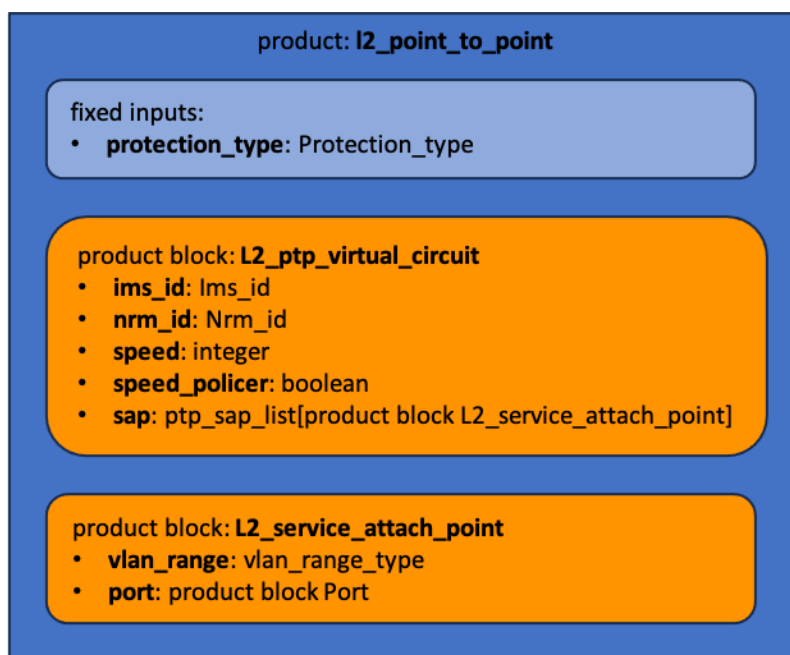 product: l2_point_to_point
fixed inputs:
• protection_type: Protection_type
product block: L2_ptp_virtual_circuit
• ims_id: Ims_id
• nrm_id: Nrm_id
• speed: integer
• speed_policer: boolean
• sap: ptp_sap_list[product block L2_service_attach_point]
product block: L2_service_attach_point
• vlan_range: vlan_range_type
• port: product block Port